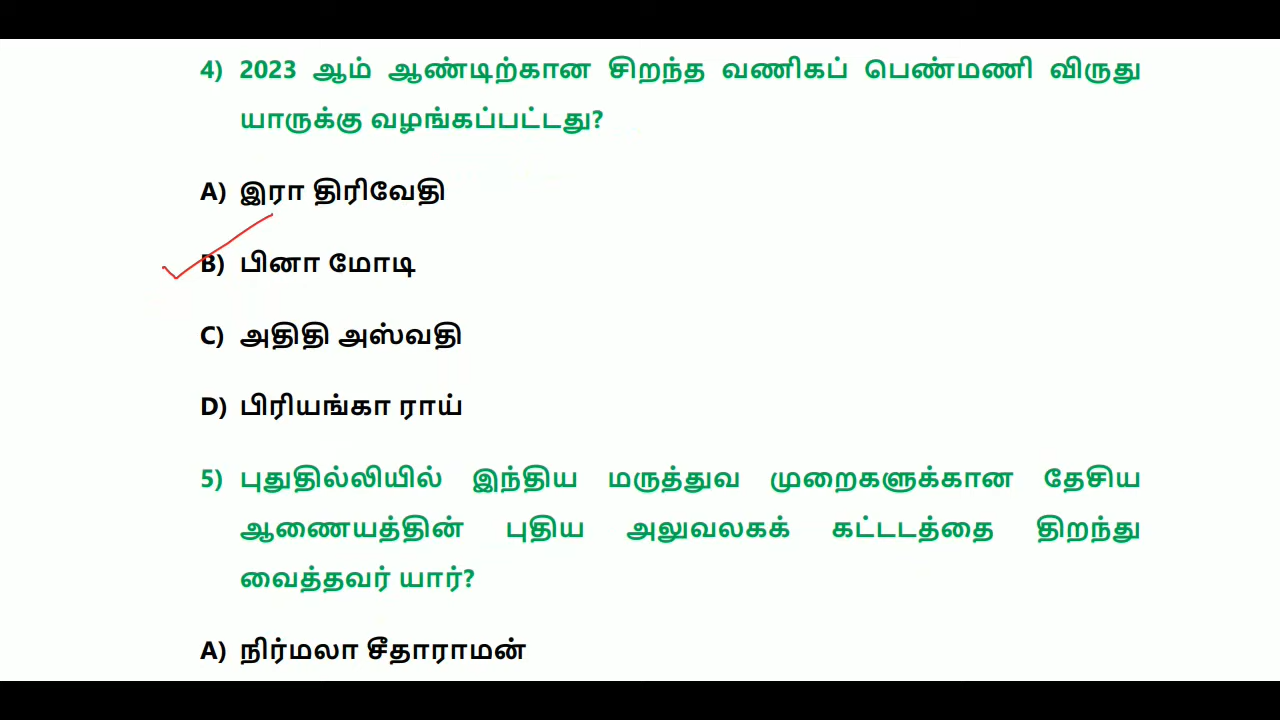 4) 2023 ஆம் ஆண்டிற்கான சிறந்த வணிகப் பெண்மணி விருது
யாருக்கு வழங்கப்பட்டது?
A) இரா திரிவேதி
B) பினா மோடி
C) அதிதி அஸ்வதி
D) பிரியங்கா ராய்
5) புதுதில்லியில் இந்திய மருத்துவ முறைகளுக்கான தேசிய
ஆணையத்தின் புதிய அலுவலகக் கட்டடத்தை திறந்து
வைத்தவர் யார்?
A) நிர்மலா சீதாராமன்